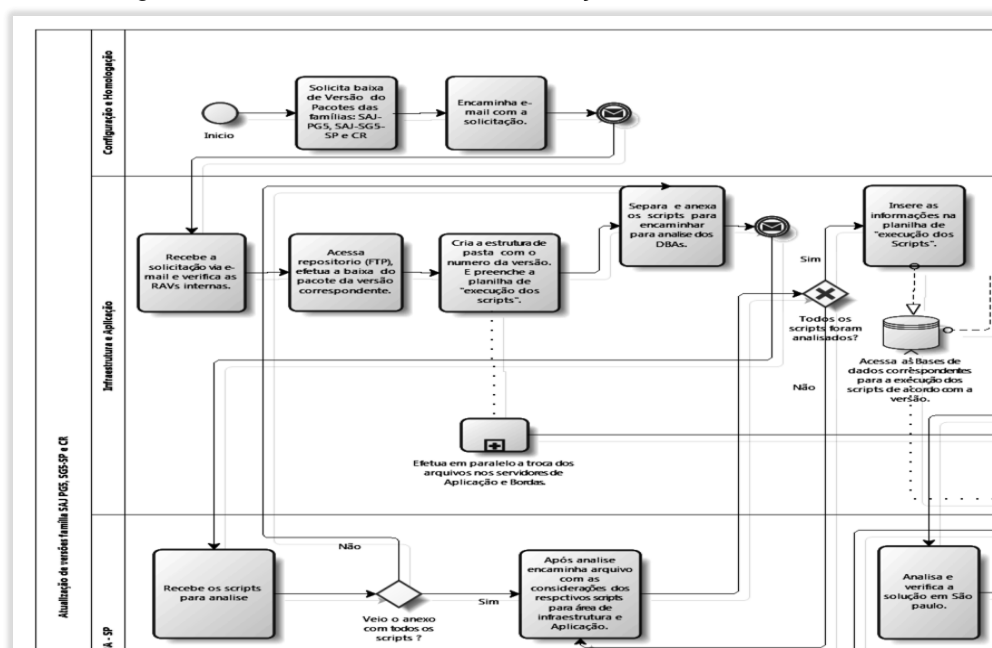 Atualização de versões família SAJ PG5, SG5-SP e CR
Configuração e Homologação
Inicio
Solicita baixa
de Versão do
Pacotes das
famílias: SAJ-
PG5, SAJ-SG5-
SP e CR
Encaminha e-
mail com a
solicitação.
Infraestrutura e Aplicação
Recebe a
solicitação via e-
mail e verifica as
RAVs internas.
Acessa
repositorio (FTP),
efetua a baixa do
pacote da versão
correspondente.
Cria a estrutura de
pasta com o
numero da versão.
E preenche a
planilha de
"execução dos
scripts".
Separa e anexa
os scripts para
encaminhar
para analise dos
DBAs.
Insere as
informações na
planilha de
"execução dos
Scripts".
Sim
Todos os
scripts foram
analisados?
Não
Acessa as Bases de
dados correspondentes
para a execução dos
scripts de acordo com a
versão.
Efetua em paralelo a troca dos
arquivos nos servidores de
Aplicação e Bordas.
A - SP
Recebe os scripts
para analise
Não
Veio o anexo
com todos os
scripts ?
Sim
Após analise
encaminha arquivo
com as
considerações dos
respctivos scripts
para área de
infraestrutura e
Aplicação.
Analisa e
verifica a
solução em São
paulo.